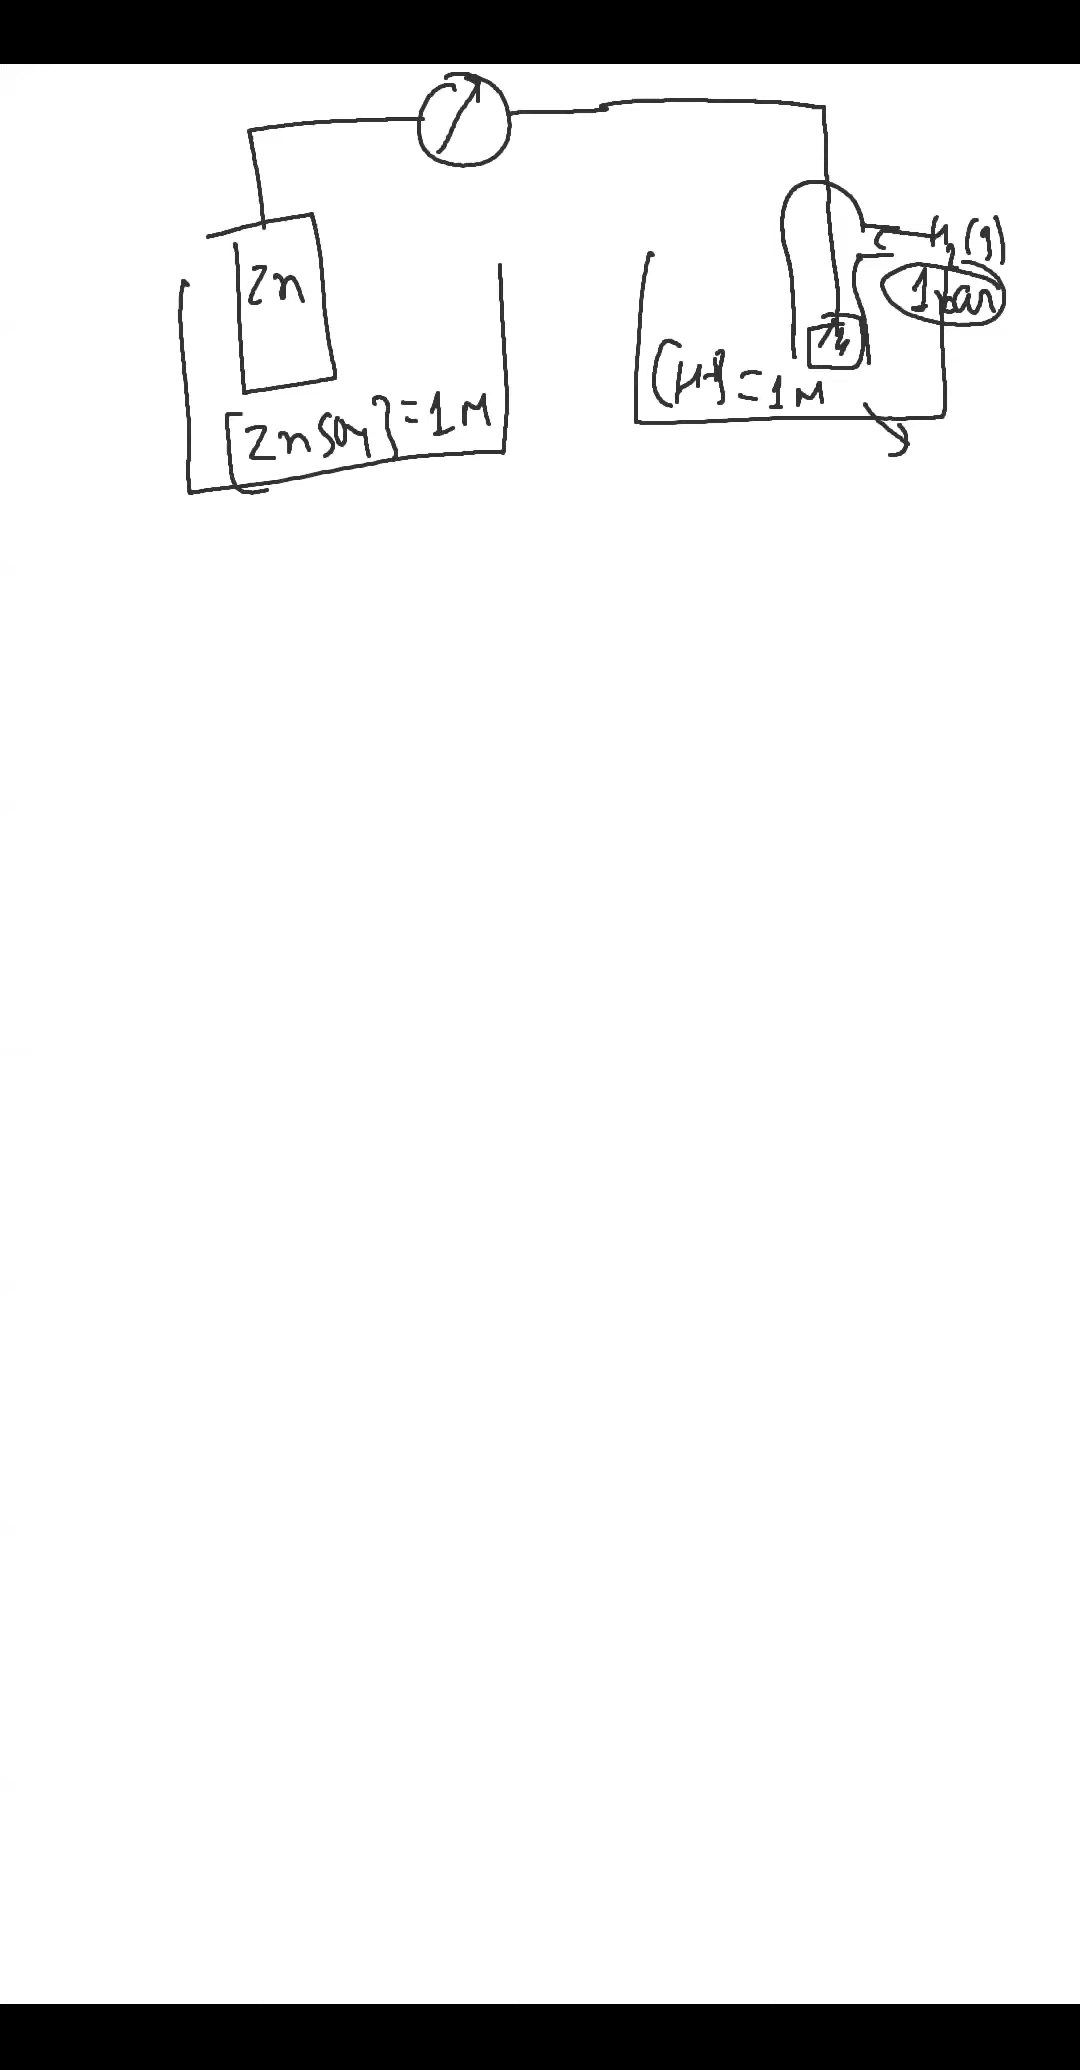 Zn
[ZnSO4] = 1M
H2(g)
1 bar
Pt
[H+] = 1M